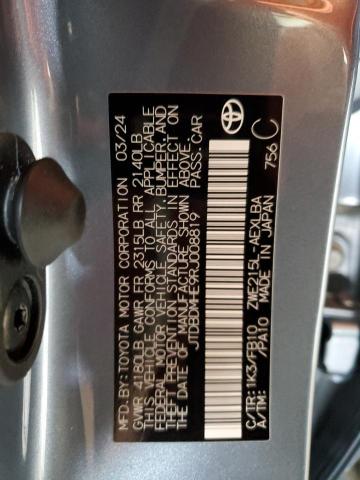 MFD.BY:TOYOTA MOTOR CORPORATION 03/24
GVWR 4180LB GAWR FR 2315LB RR 2140LB
THIS VEHICLE CONFORMS TO ALL APPLICABLE
FEDERAL MOTOR VEHICLE SAFETY, BUMPER, AND
THEFT PREVENTION STANDARDS IN EFFECT ON
THE DATE OF MANUFACTURE SHOWN ABOVE.
JTDBDMHE9RJ068819 PASS.CAR
C/TR: 1K3/FB10 ZWE215L-AEXLBA
A/TM: /PA10 MADE IN JAPAN
756 C